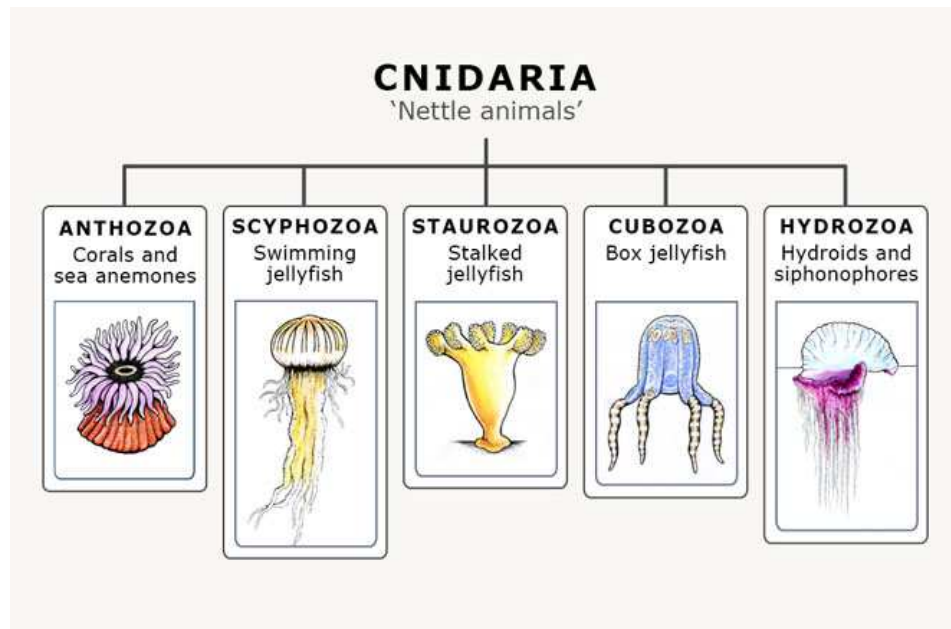 CNIDARIA
‘Nettle animals’
ANTHOZOA
Corals and
sea anemones
SCYPHOZOA
Swimming
jellyfish
STAUROZOA
Stalked
jellyfish
CUBOZOA
Box jellyfish
HYDROZOA
Hydroids and
siphonophores